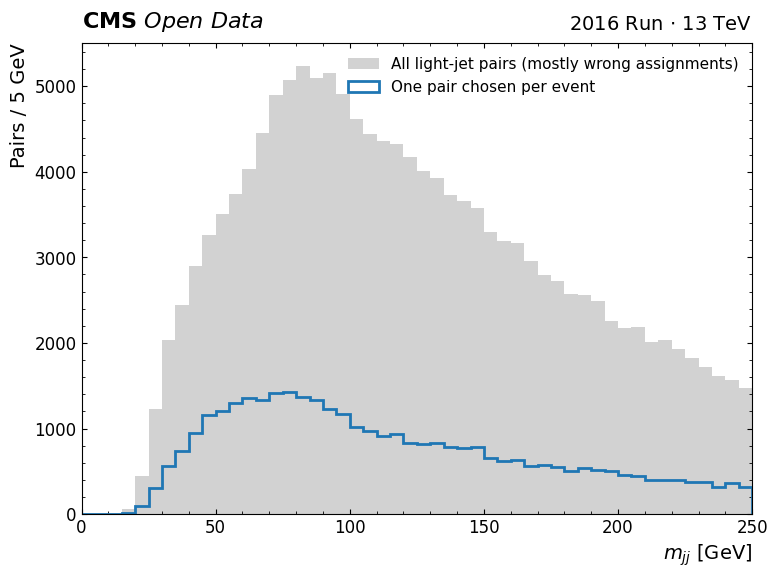 CMS Open Data
2016 Run · 13 TeV
All light-jet pairs (mostly wrong assignments)
One pair chosen per event
Pairs / 5 GeV
5000
4000
3000
2000
1000
0
0 50 100 150 200 250
m_jj [GeV]